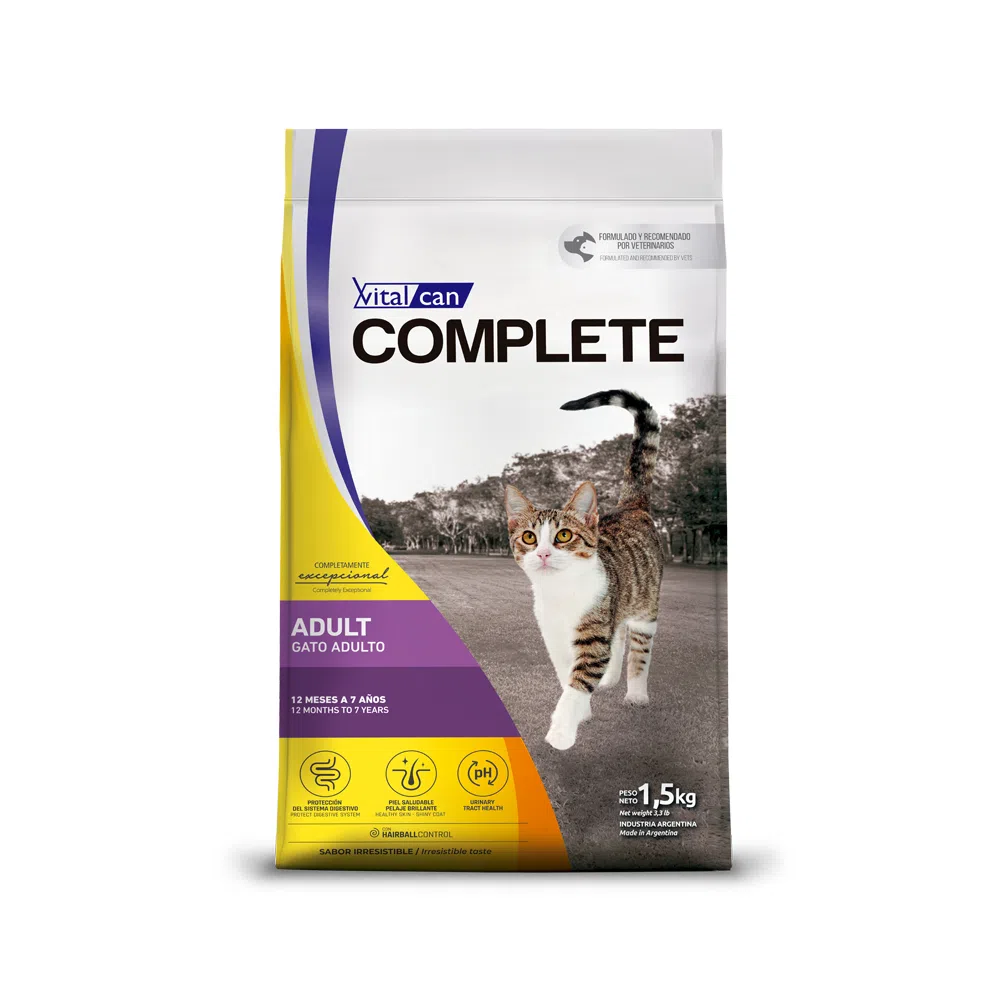 FORMULADO Y RECOMENDADO
POR VETERINARIOS
FORMULATED AND RECOMMENDED BY VETS
Vital can
COMPLETE
COMPLETAMENTE
excepcional
Completely Exceptional
ADULT
GATO ADULTO
12 MESES A 7 AÑOS
12 MONTHS TO 7 YEARS
PROTECCIÓN
DEL SISTEMA DIGESTIVO
PROTECT DIGESTIVE SYSTEM
PIEL SALUDABLE
PELAJE BRILLANTE
HEALTHY SKIN - SHINY COAT
pH
URINARY
TRACT HEALTH
CON
HAIRBALLCONTROL
SABOR IRRESISTIBLE / Irresistible taste
PESO
NETO 1,5kg
Net weight 3,3 lb
INDUSTRIA ARGENTINA
Made in Argentina